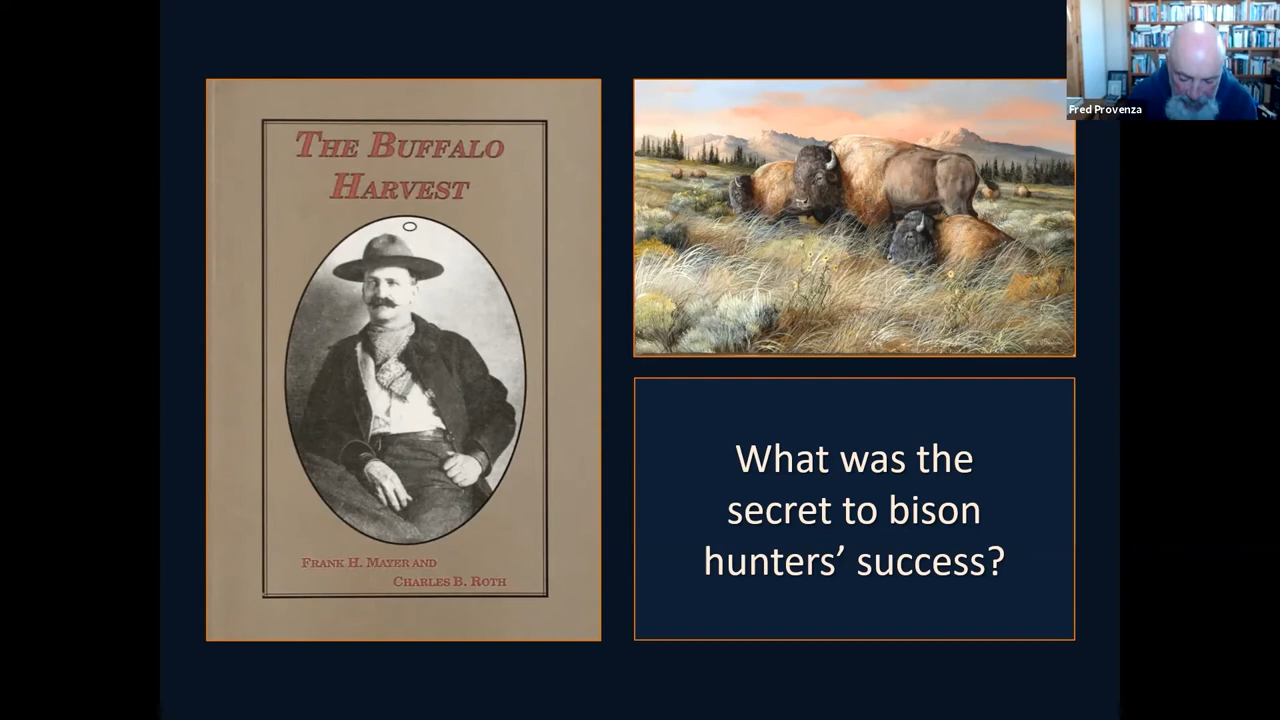 THE BUFFALO
HARVEST
FRANK H. MAYER AND
CHARLES B. ROTH
What was the
secret to bison
hunters’ success?
Fred Provenza